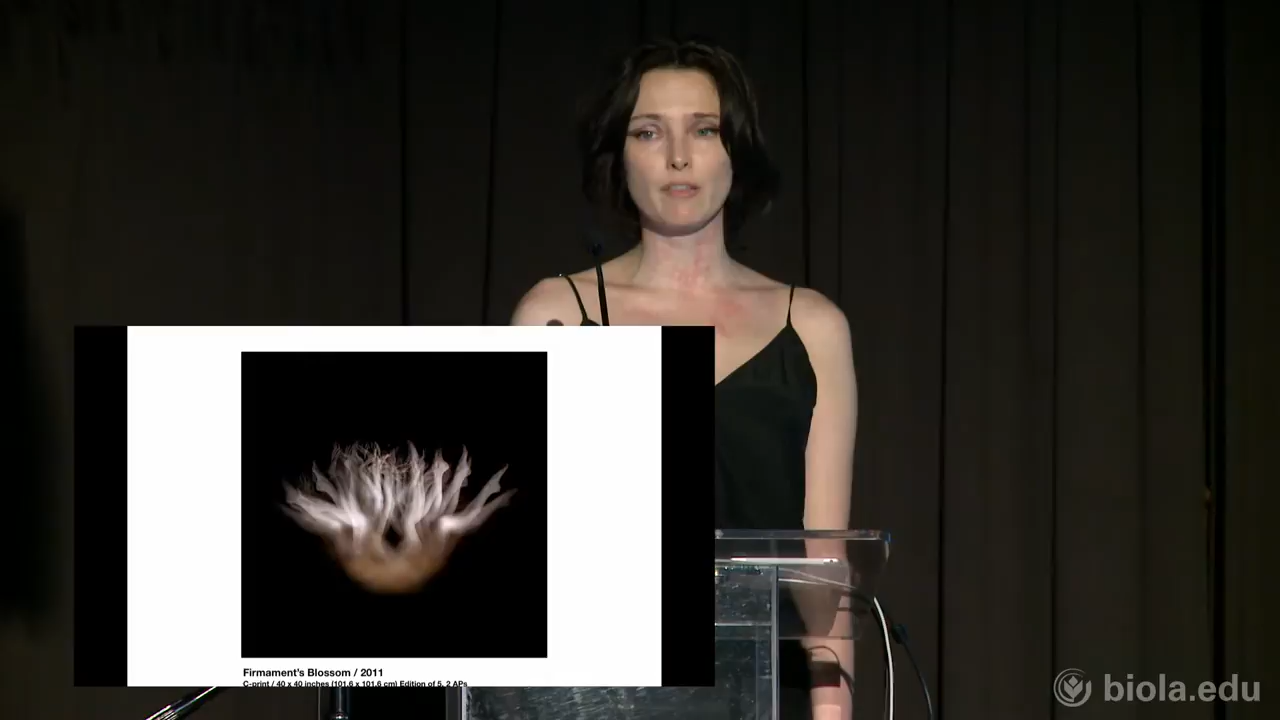 Firmament's Blossom / 2011
C-print / 40 x 40 inches (101.6 x 101.6 cm) Edition of 5, 2 APs
biola.edu